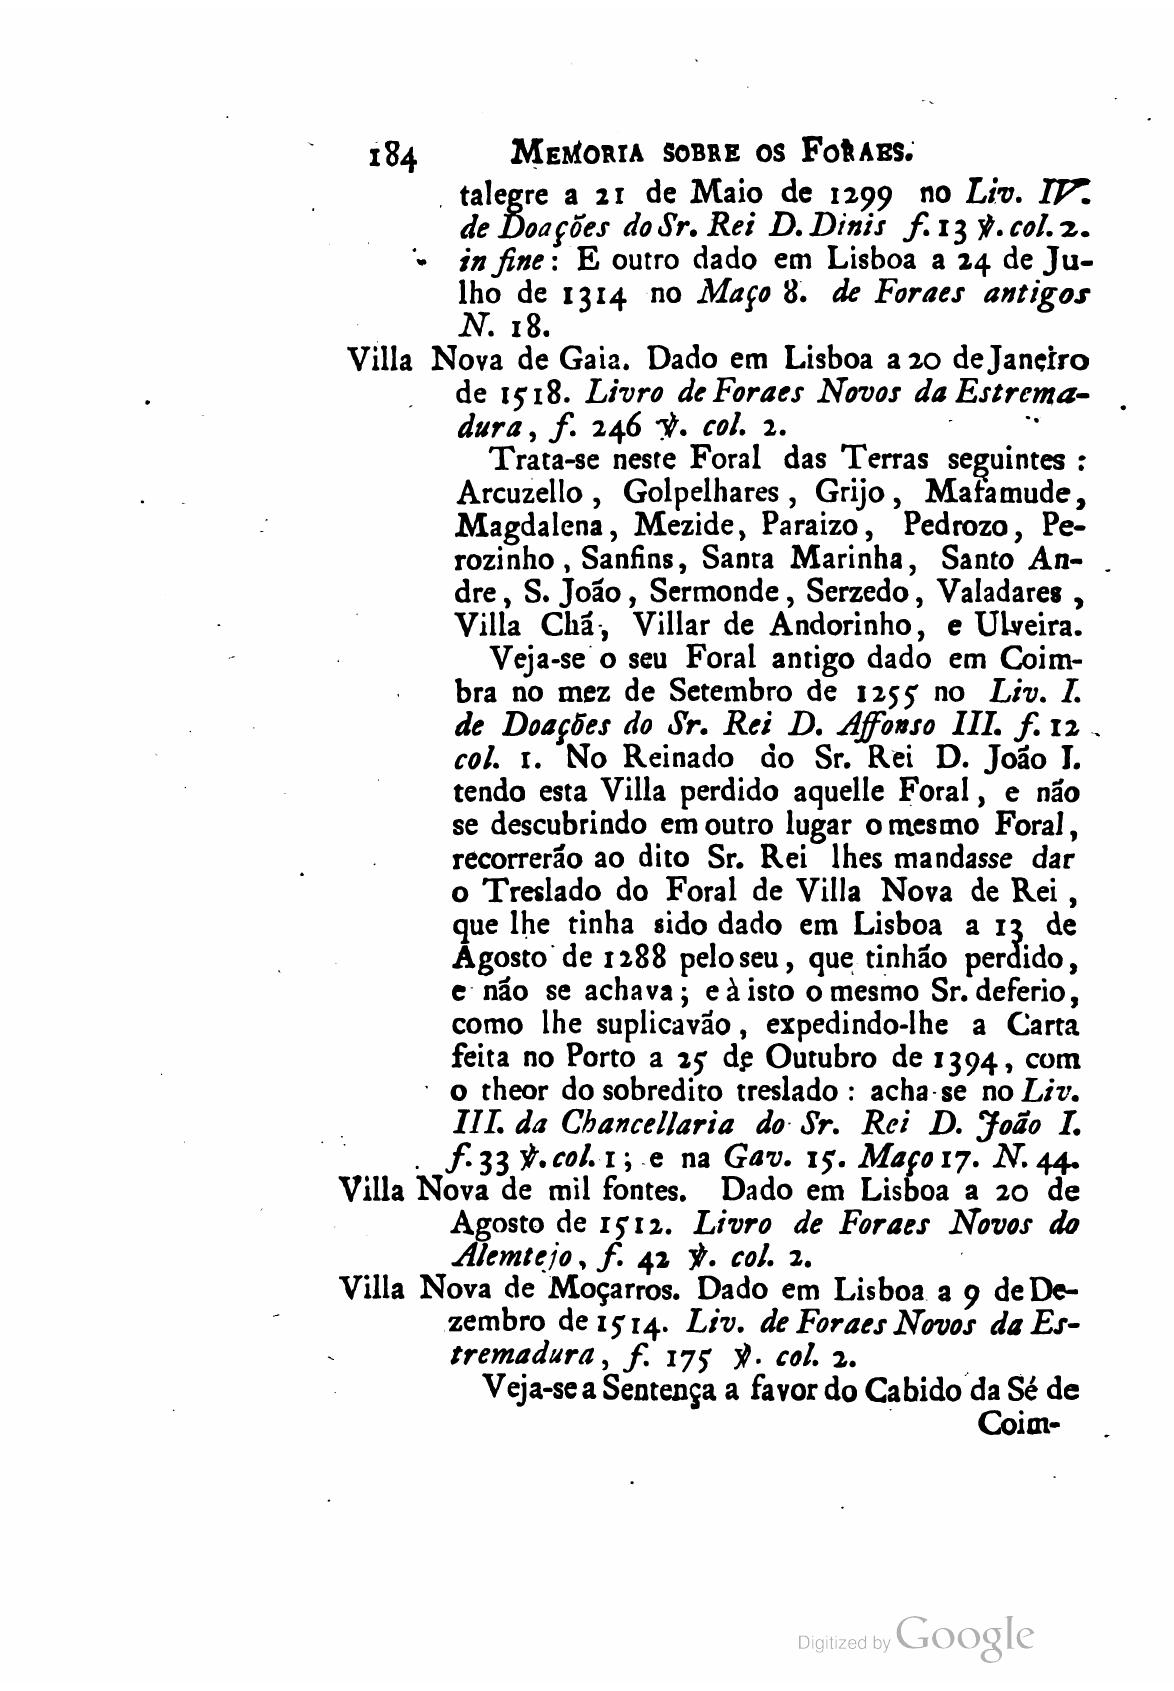 184 MEMORIA SOBRE OS FORAES.
talegre a 21 de Maio de 1299 no Liv. IV.
de Doações do Sr. Rei D. Dinis f. 13 ℣. col. 2.
in fine : E outro dado em Lisboa a 24 de Ju-
lho de 1314 no Maço 8. de Foraes antigos
N. 18.
Villa Nova de Gaia. Dado em Lisboa a 20 de Janeiro
de 1518. Livro de Foraes Novos da Estrema-
dura, f. 246 ℣. col. 2.
Trata-se neste Foral das Terras seguintes :
Arcuzello, Golpelhares, Grijo, Mafamude,
Magdalena, Mezide, Paraizo, Pedrozo, Pe-
rozinho, Sanfins, Santa Marinha, Santo An-
dre, S. João, Sermonde, Serzedo, Valadares,
Villa Chã, Villar de Andorinho, e Ulveira.
Veja-se o seu Foral antigo dado em Coim-
bra no mez de Setembro de 1255 no Liv. I.
de Doações do Sr. Rei D. Affonso III. f. 12
col. 1. No Reinado do Sr. Rei D. João I.
tendo esta Villa perdido aquelle Foral, e não
se descubrindo em outro lugar o mesmo Foral,
recorrerão ao dito Sr. Rei lhes mandasse dar
o Treslado do Foral de Villa Nova de Rei,
que lhe tinha sido dado em Lisboa a 13 de
Agosto de 1288 pelo seu, que tinhão perdido,
e não se achava; e à isto o mesmo Sr. deferio,
como lhe suplicavão, expedindo-lhe a Carta
feita no Porto a 25 de Outubro de 1394, com
o theor do sobredito treslado : acha-se no Liv.
III. da Chancellaria do Sr. Rei D. João I.
f. 33 ℣. col. 1; e na Gav. 15. Maço 17. N. 44.
Villa Nova de mil fontes. Dado em Lisboa a 20 de
Agosto de 1512. Livro de Foraes Novos do
Alemtejo, f. 42 ℣. col. 2.
Villa Nova de Moçarros. Dado em Lisboa a 9 de De-
zembro de 1514. Liv. de Foraes Novos da Es-
tremadura, f. 175 ℣. col. 2.
Veja-se a Sentença a favor do Cabido da Sé de
Coim-
Digitized by Google